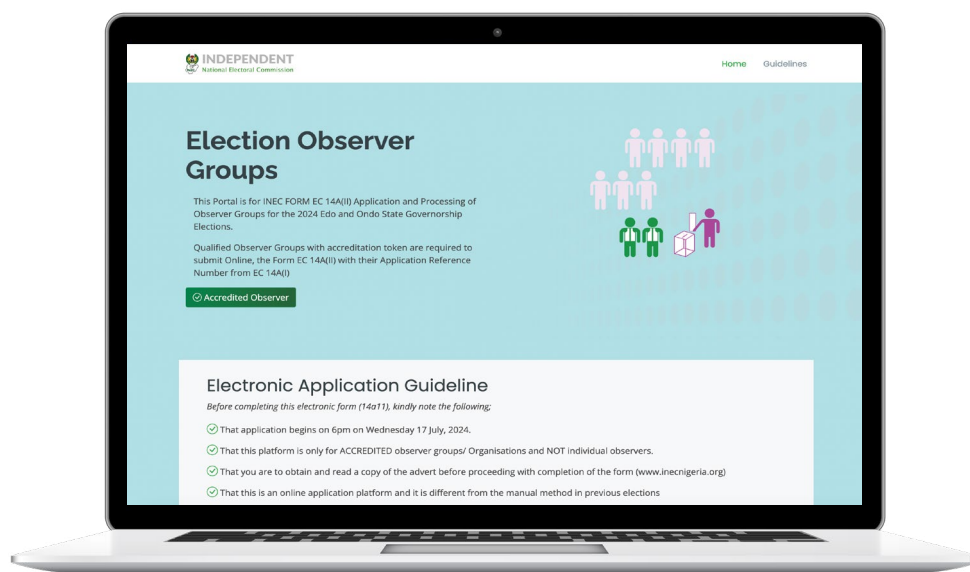 INDEPENDENT
National Electoral Commission
Home Guidelines
Election Observer
Groups
This Portal is for INEC FORM EC 14A(II) Application and Processing of
Observer Groups for the 2024 Edo and Ondo State Governorship
Elections.
Qualified Observer Groups with accreditation token are required to
submit Online, the Form EC 14A(II) with their Application Reference
Number from EC 14A(I)
Accredited Observer
Electronic Application Guideline
Before completing this electronic form (14a11), kindly note the following;
That application begins on 6pm on Wednesday 17 July, 2024.
That this platform is only for ACCREDITED observer groups/ Organisations and NOT individual observers.
That you are to obtain and read a copy of the advert before proceeding with completion of the form (www.inecnigeria.org)
That this is an online application platform and it is different from the manual method in previous elections